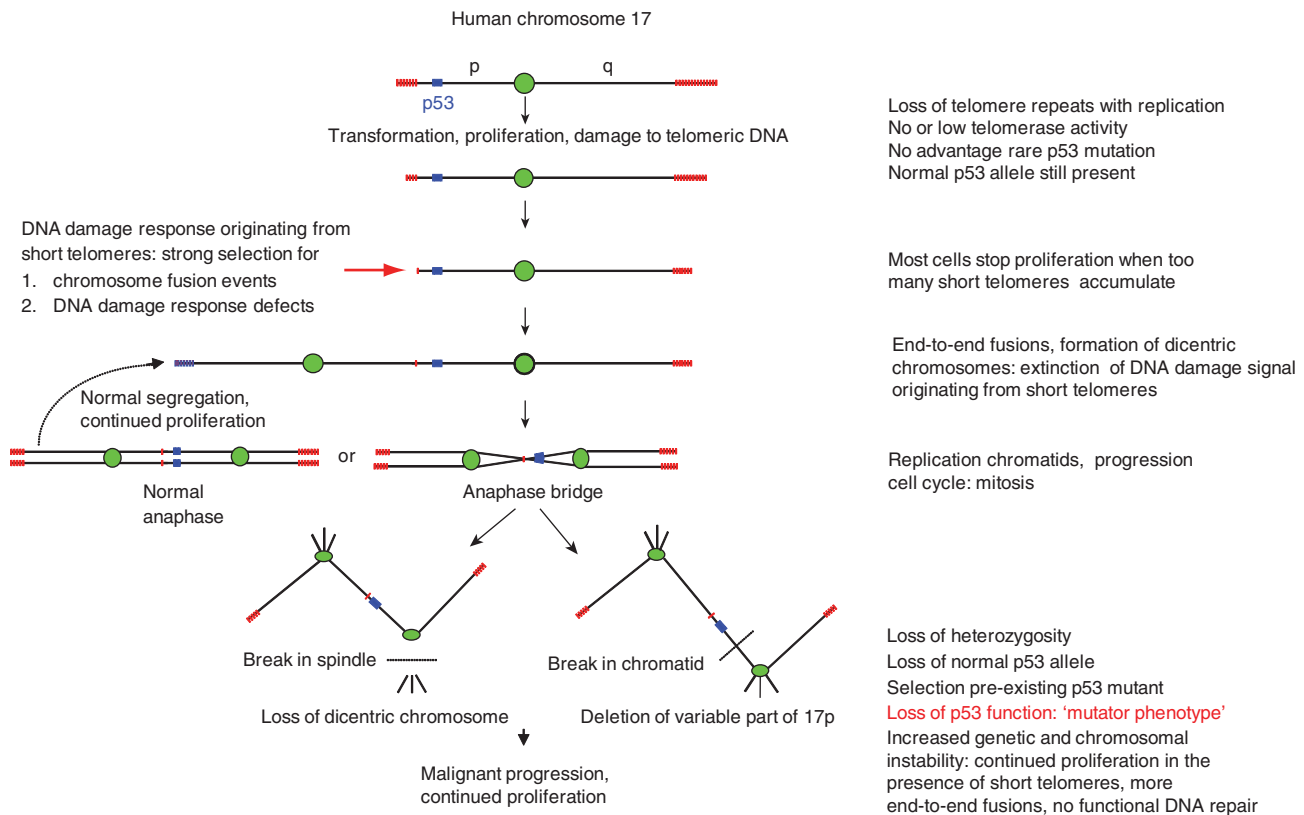 Human chromosome 17
p
q
p53
Transformation, proliferation, damage to telomeric DNA
Loss of telomere repeats with replication
No or low telomerase activity
No advantage rare p53 mutation
Normal p53 allele still present
DNA damage response originating from
short telomeres: strong selection for
1. chromosome fusion events
2. DNA damage response defects
Most cells stop proliferation when too
many short telomeres accumulate
End-to-end fusions, formation of dicentric
chromosomes: extinction of DNA damage signal
originating from short telomeres
Normal segregation,
continued proliferation
or
Normal
anaphase
Anaphase bridge
Replication chromatids, progression
cell cycle: mitosis
Break in spindle
Loss of dicentric chromosome
Break in chromatid
Deletion of variable part of 17p
Malignant progression,
continued proliferation
Loss of heterozygosity
Loss of normal p53 allele
Selection pre-existing p53 mutant
Loss of p53 function: ‘mutator phenotype’
Increased genetic and chromosomal
instability: continued proliferation in the
presence of short telomeres, more
end-to-end fusions, no functional DNA repair